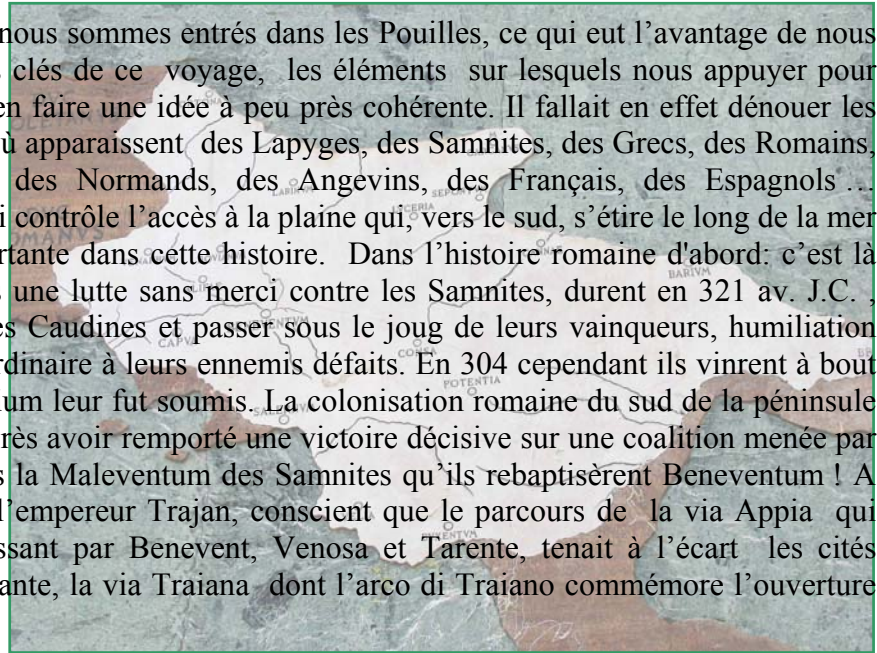 nous sommes entrés dans les Pouilles, ce qui eut l’avantage de nous
clés de ce voyage, les éléments sur lesquels nous appuyer pour
en faire une idée à peu près cohérente. Il fallait en effet dénouer les
ù apparaissent des Lapyges, des Samnites, des Grecs, des Romains,
des Normands, des Angevins, des Français, des Espagnols …
i contrôle l’accès à la plaine qui, vers le sud, s’étire le long de la mer
rtante dans cette histoire. Dans l’histoire romaine d'abord: c’est là
une lutte sans merci contre les Samnites, durent en 321 av. J.C. ,
es Caudines et passer sous le joug de leurs vainqueurs, humiliation
rdinaire à leurs ennemis défaits. En 304 cependant ils vinrent à bout
ium leur fut soumis. La colonisation romaine du sud de la péninsule
rès avoir remporté une victoire décisive sur une coalition menée par
s la Maleventum des Samnites qu’ils rebaptisèrent Beneventum ! A
l’empereur Trajan, conscient que le parcours de la via Appia qui
ssant par Benevent, Venosa et Tarente, tenait à l’écart les cités
ante, la via Traiana dont l’arco di Traiano commémore l’ouverture
BARIVM
CAPVA
POTENTIA